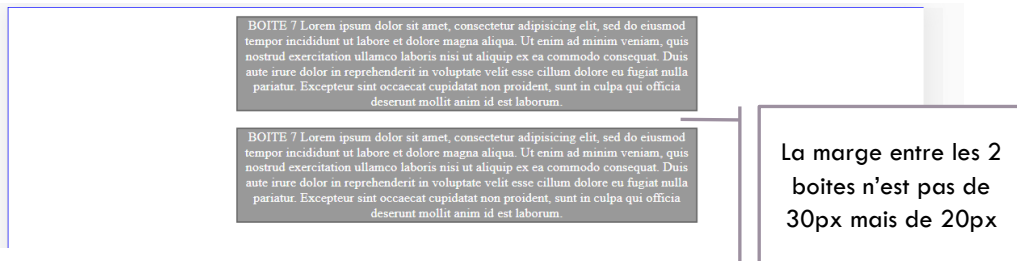 BOITE 7 Lorem ipsum dolor sit amet, consectetur adipisicing elit, sed do eiusmod
tempor incididunt ut labore et dolore magna aliqua. Ut enim ad minim veniam, quis
nostrud exercitation ullamco laboris nisi ut aliquip ex ea commodo consequat. Duis
aute irure dolor in reprehenderit in voluptate velit esse cillum dolore eu fugiat nulla
pariatur. Excepteur sint occaecat cupidatat non proident, sunt in culpa qui officia
deserunt mollit anim id est laborum.
BOITE 7 Lorem ipsum dolor sit amet, consectetur adipisicing elit, sed do eiusmod
tempor incididunt ut labore et dolore magna aliqua. Ut enim ad minim veniam, quis
nostrud exercitation ullamco laboris nisi ut aliquip ex ea commodo consequat. Duis
aute irure dolor in reprehenderit in voluptate velit esse cillum dolore eu fugiat nulla
pariatur. Excepteur sint occaecat cupidatat non proident, sunt in culpa qui officia
deserunt mollit anim id est laborum.
La marge entre les 2
boites n’est pas de
30px mais de 20px